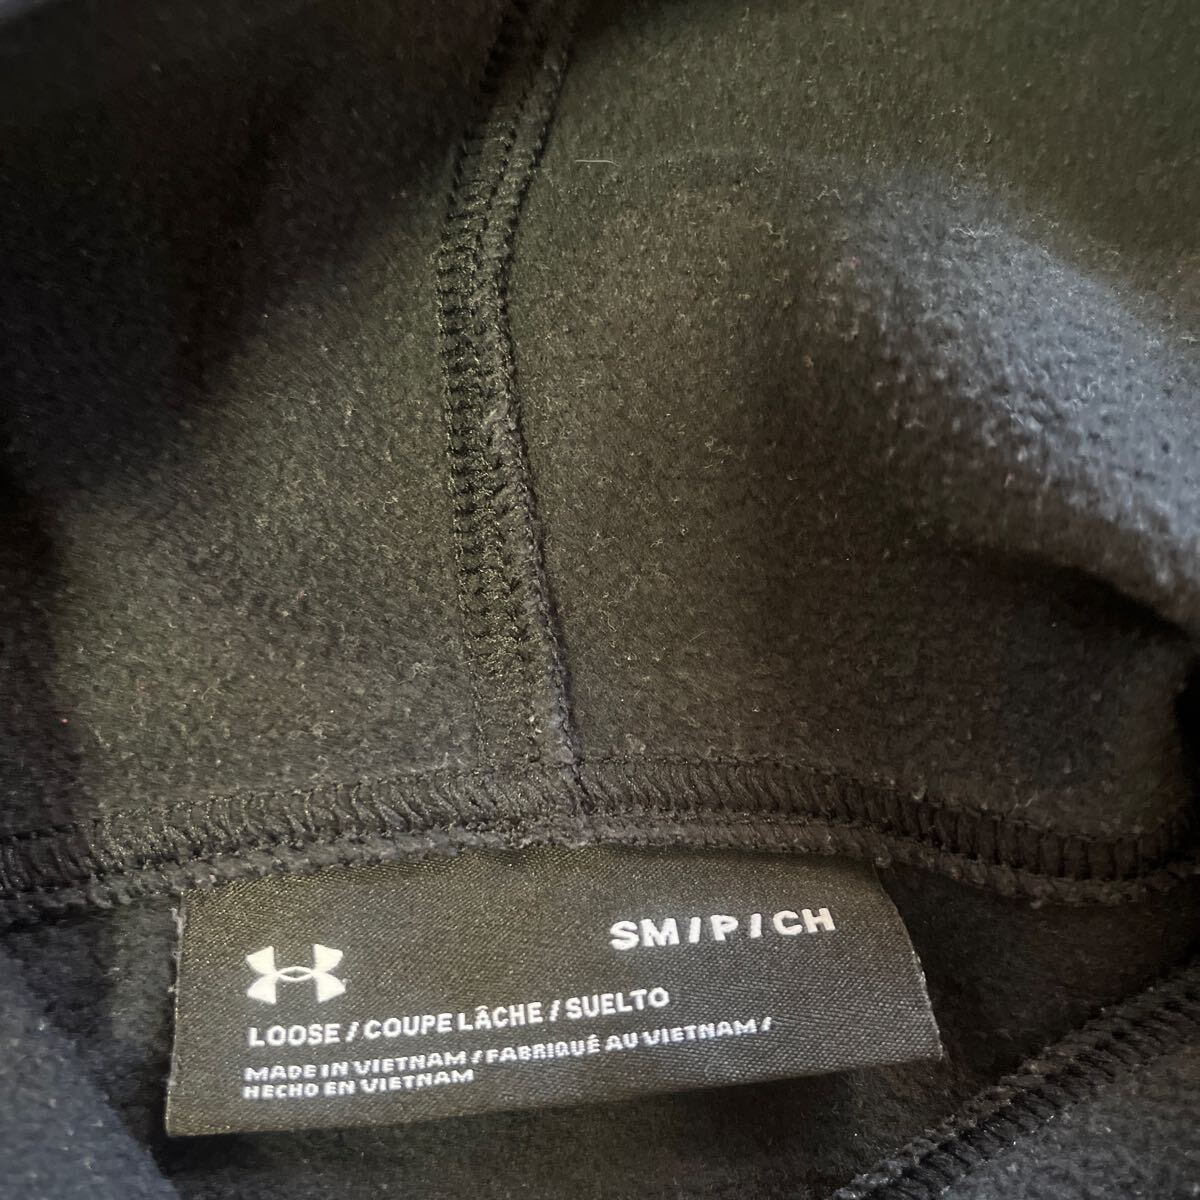 SM / P / CH
LOOSE / COUPE LÂCHE / SUELTO
MADE IN VIETNAM / FABRIQUÉ AU VIETNAM /
HECHO EN VIETNAM